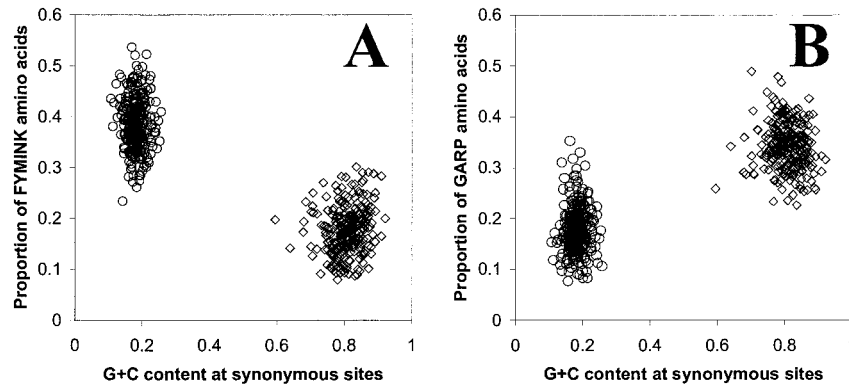 A
Proportion of FYMINK amino acids
0.6
0.5
0.4
0.3
0.2
0.1
0
0 0.2 0.4 0.6 0.8 1
G+C content at synonymous sites
B
Proportion of GARP amino acids
0.6
0.5
0.4
0.3
0.2
0.1
0
0 0.2 0.4 0.6 0.8
G+C content at synonymous sites